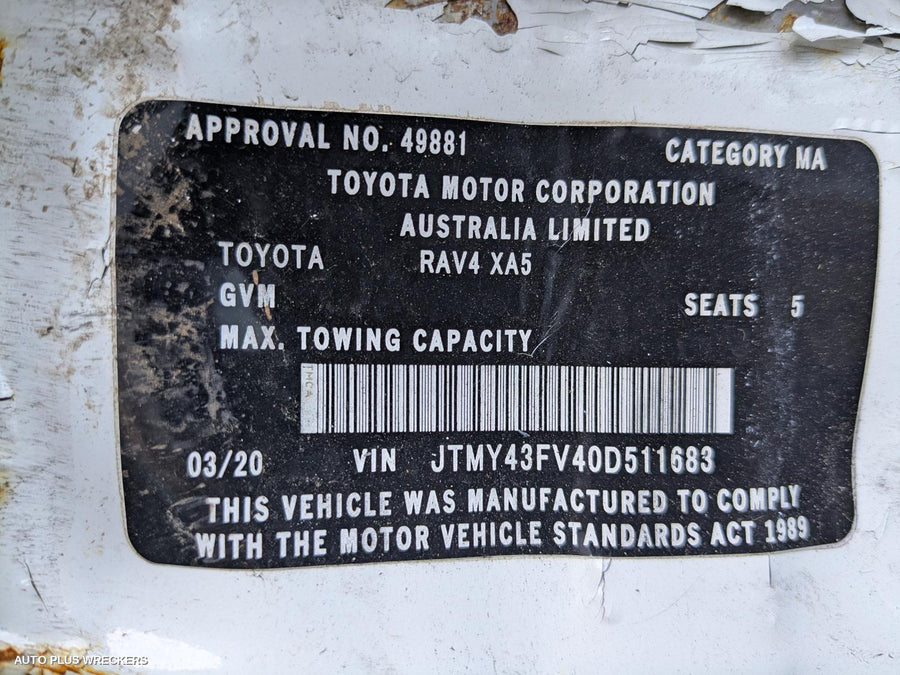 APPROVAL NO. 49881 CATEGORY MA
TOYOTA MOTOR CORPORATION
AUSTRALIA LIMITED
TOYOTA RAV4 XA5
GVM SEATS 5
MAX. TOWING CAPACITY
TMCA
03/20 VIN JTMY43FV40D511683
THIS VEHICLE WAS MANUFACTURED TO COMPLY
WITH THE MOTOR VEHICLE STANDARDS ACT 1989
AUTO PLUS WRECKERS